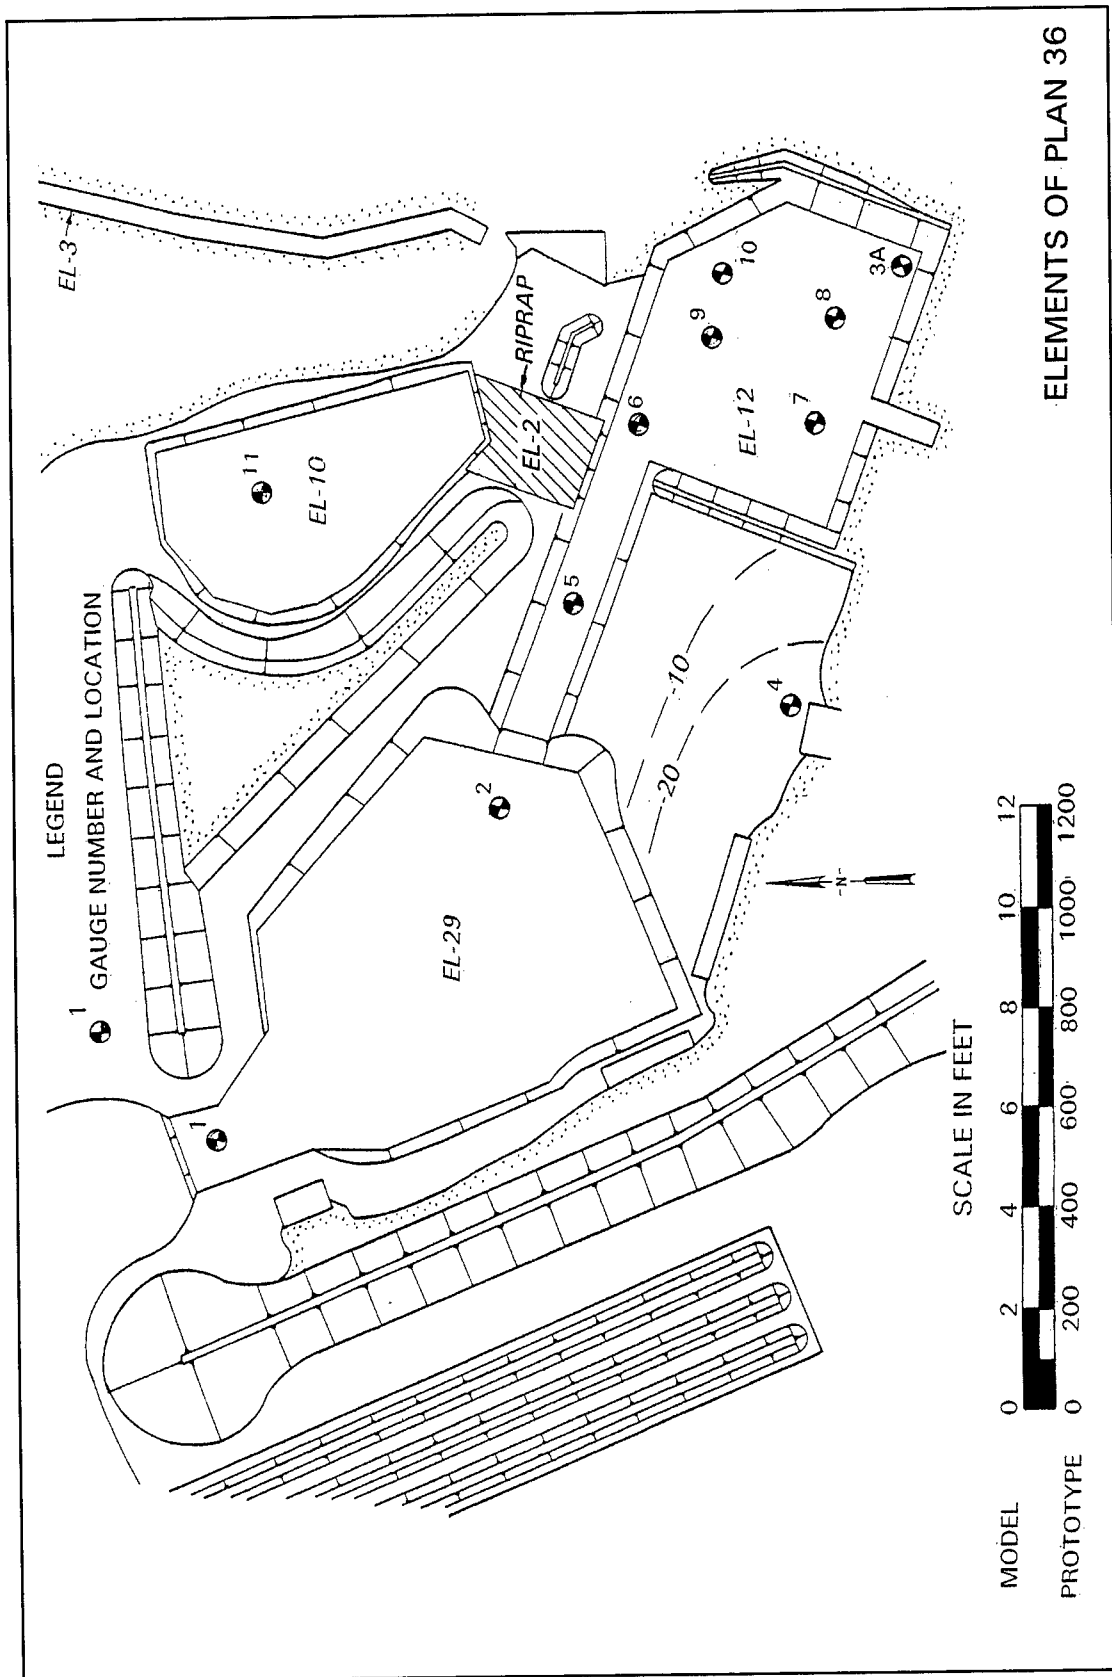 LEGEND
1 GAUGE NUMBER AND LOCATION
EL-3
11
EL-10
RIPRAP
EL-2
1
2
5
6
9
10
EL-29
EL-12
7
8
3A
-10
-20
4
-N-
SCALE IN FEET
MODEL 0 2 4 6 8 10 12
PROTOTYPE 0 200 400 600 800 1000 1200
ELEMENTS OF PLAN 36